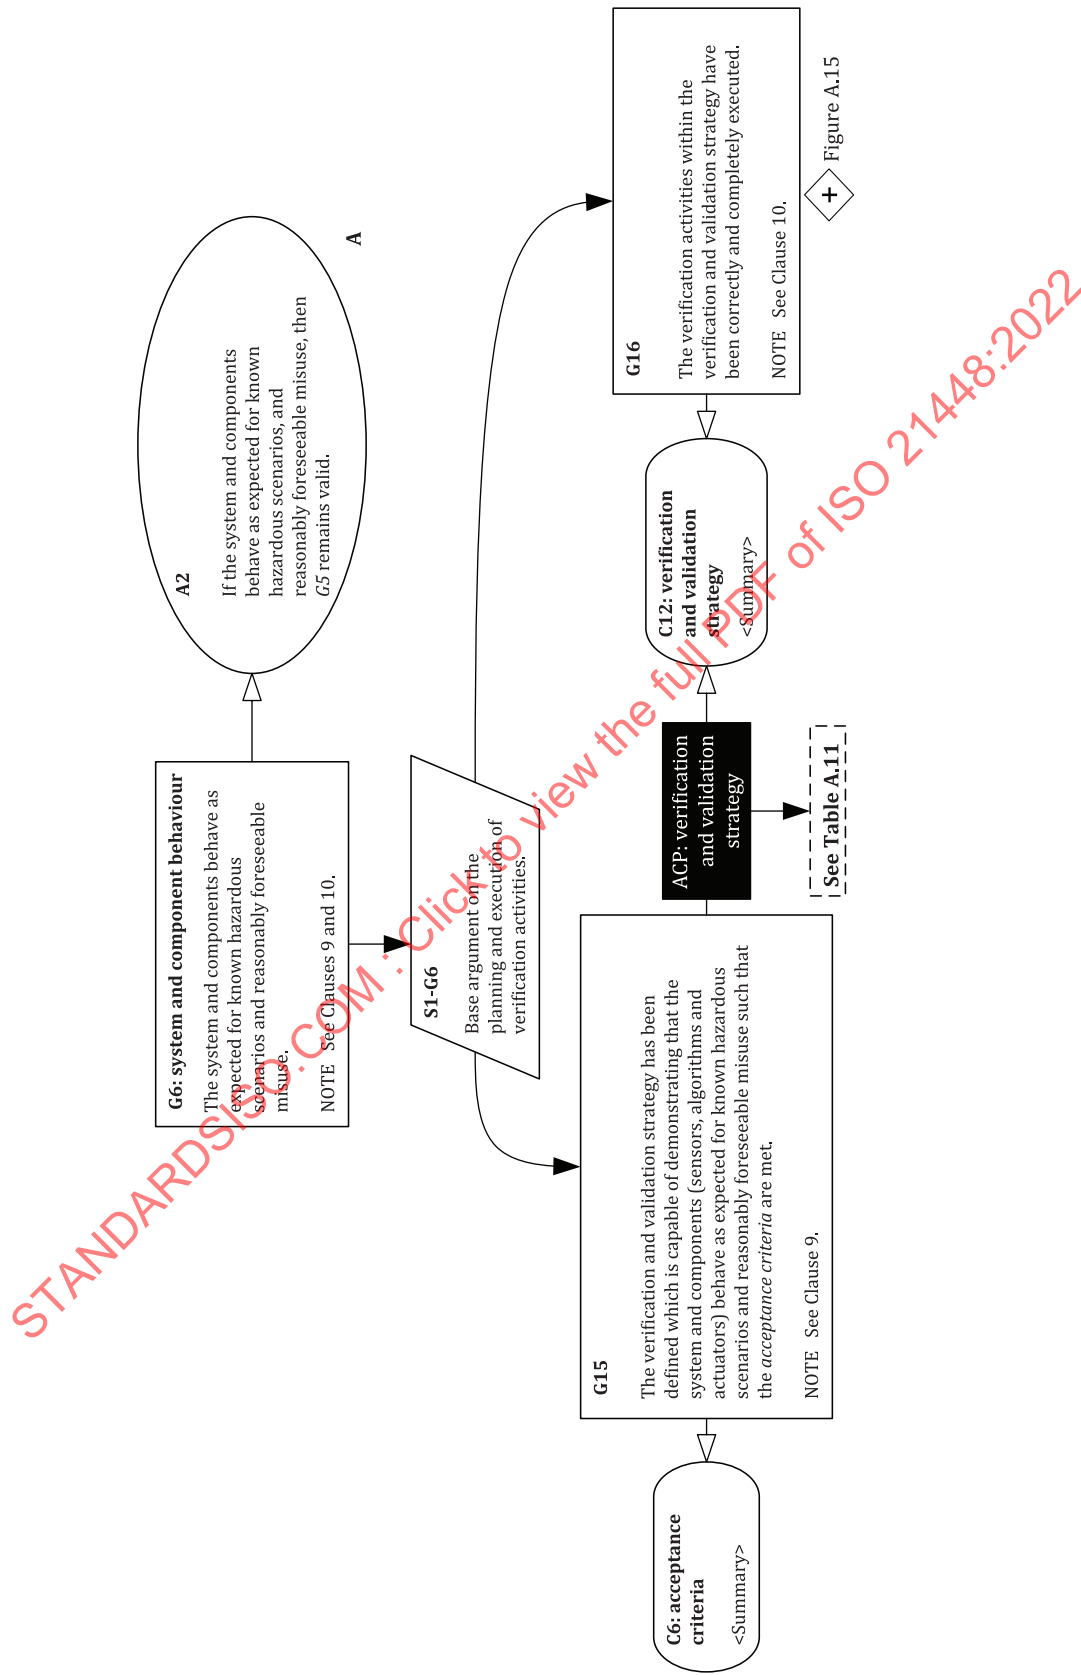 G6: system and component behaviour
The system and components behave as
expected for known hazardous
scenarios and reasonably foreseeable
misuse.
NOTE See Clauses 9 and 10.
A2
If the system and components
behave as expected for known
hazardous scenarios, and
reasonably foreseeable misuse, then
G5 remains valid.
A
S1-G6
Base argument on the
planning and execution of
verification activities.
C6: acceptance
criteria
<Summary>
G15
The verification and validation strategy has been
defined which is capable of demonstrating that the
system and components (sensors, algorithms and
actuators) behave as expected for known hazardous
scenarios and reasonably foreseeable misuse such that
the acceptance criteria are met.
NOTE See Clause 9.
ACP: verification
and validation
strategy
See Table A.11
C12: verification
and validation
strategy
<Summary>
G16
The verification activities within the
verification and validation strategy have
been correctly and completely executed.
NOTE See Clause 10.
+
Figure A.15
STANDARDSISO.COM : Click to view the full PDF of ISO 21448:2022